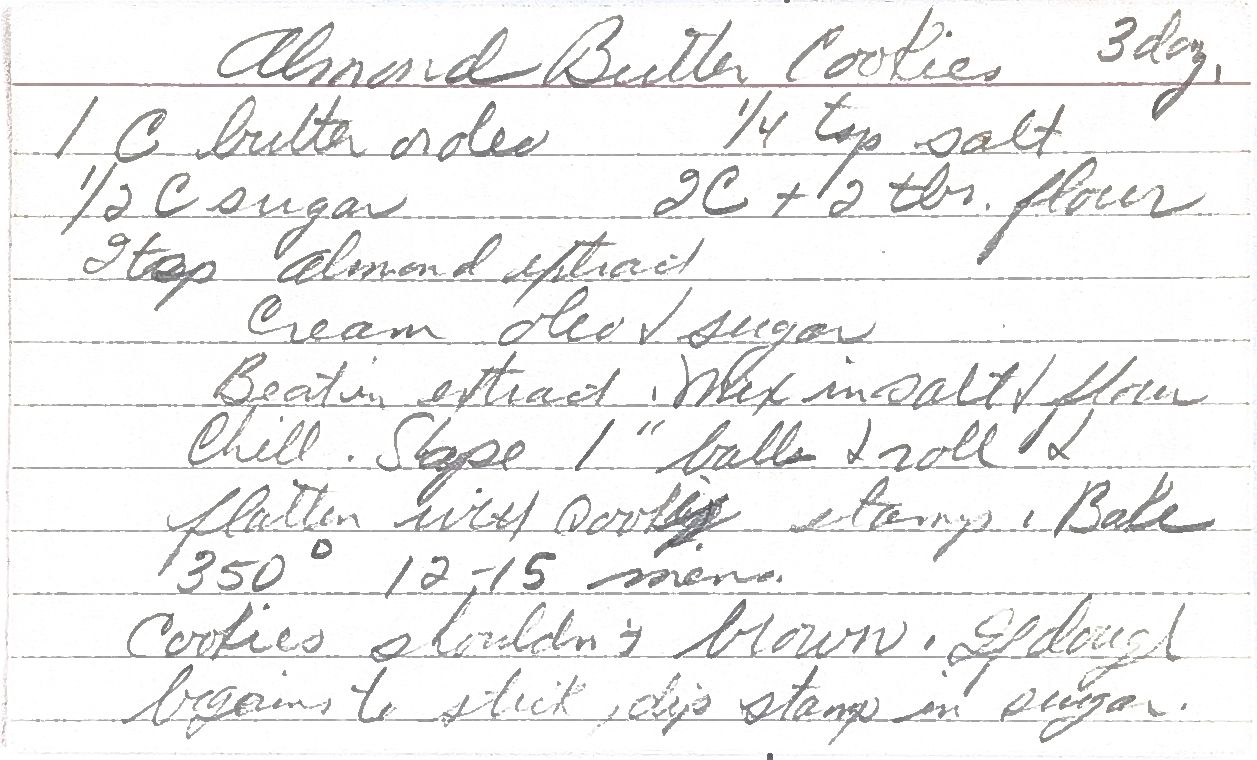 Almond Butter Cookies 3 doz.
1 C butter or oleo 1/4 tsp salt
1/2 C sugar 2C + 2 tbs. flour
2 tsp almond extract
Cream oleo & sugar
Beat in extract. Mix in salt & flour
Chill. Shape 1" balls & roll &
flatten with cookie stamp. Bake
350° 12-15 min.
Cookies shouldn't brown. If dough
begins to stick, dip stamp in sugar.